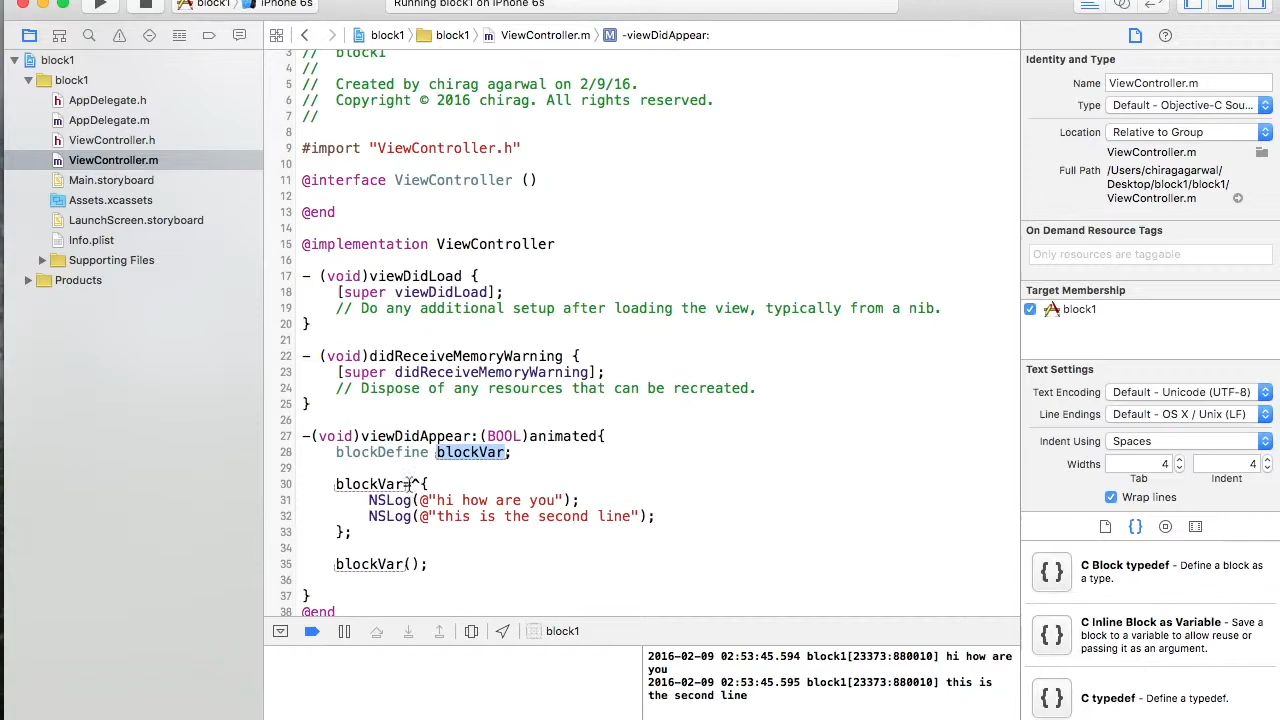 block1 iPhone 6s
Running block1 on iPhone 6s
block1 block1 ViewController.m -viewDidAppear:
block1
block1
AppDelegate.h
AppDelegate.m
ViewController.h
ViewController.m
Main.storyboard
Assets.xcassets
LaunchScreen.storyboard
Info.plist
Supporting Files
Products
3 // block1
4 //
5 // Created by chirag agarwal on 2/9/16.
6 // Copyright © 2016 chirag. All rights reserved.
7 //
8
9 #import "ViewController.h"
10
11 @interface ViewController ()
12
13 @end
14
15 @implementation ViewController
16
17 - (void)viewDidLoad {
18 [super viewDidLoad];
19 // Do any additional setup after loading the view, typically from a nib.
20 }
21
22 - (void)didReceiveMemoryWarning {
23 [super didReceiveMemoryWarning];
24 // Dispose of any resources that can be recreated.
25 }
26
27 -(void)viewDidAppear:(BOOL)animated{
28 blockDefine blockVar;
29
30 blockVar=^{
31 NSLog(@"hi how are you");
32 NSLog(@"this is the second line");
33 };
34
35 blockVar();
36
37 }
38 @end
block1
2016-02-09 02:53:45.594 block1[23373:880010] hi how are
you
2016-02-09 02:53:45.595 block1[23373:880010] this is
the second line
Identity and Type
Name ViewController.m
Type Default - Objective-C Sou...
Location Relative to Group
ViewController.m
Full Path /Users/chiragagarwal/
Desktop/block1/block1/
ViewController.m
On Demand Resource Tags
Only resources are taggable
Target Membership
block1
Text Settings
Text Encoding Default - Unicode (UTF-8)
Line Endings Default - OS X / Unix (LF)
Indent Using Spaces
Widths 4 4
Tab Indent
Wrap lines
{}
{ } C Block typedef - Define a block as
a type.
{ } C Inline Block as Variable - Save a
block to a variable to allow reuse or
passing it as an argument.
{ } C typedef - Define a typedef.